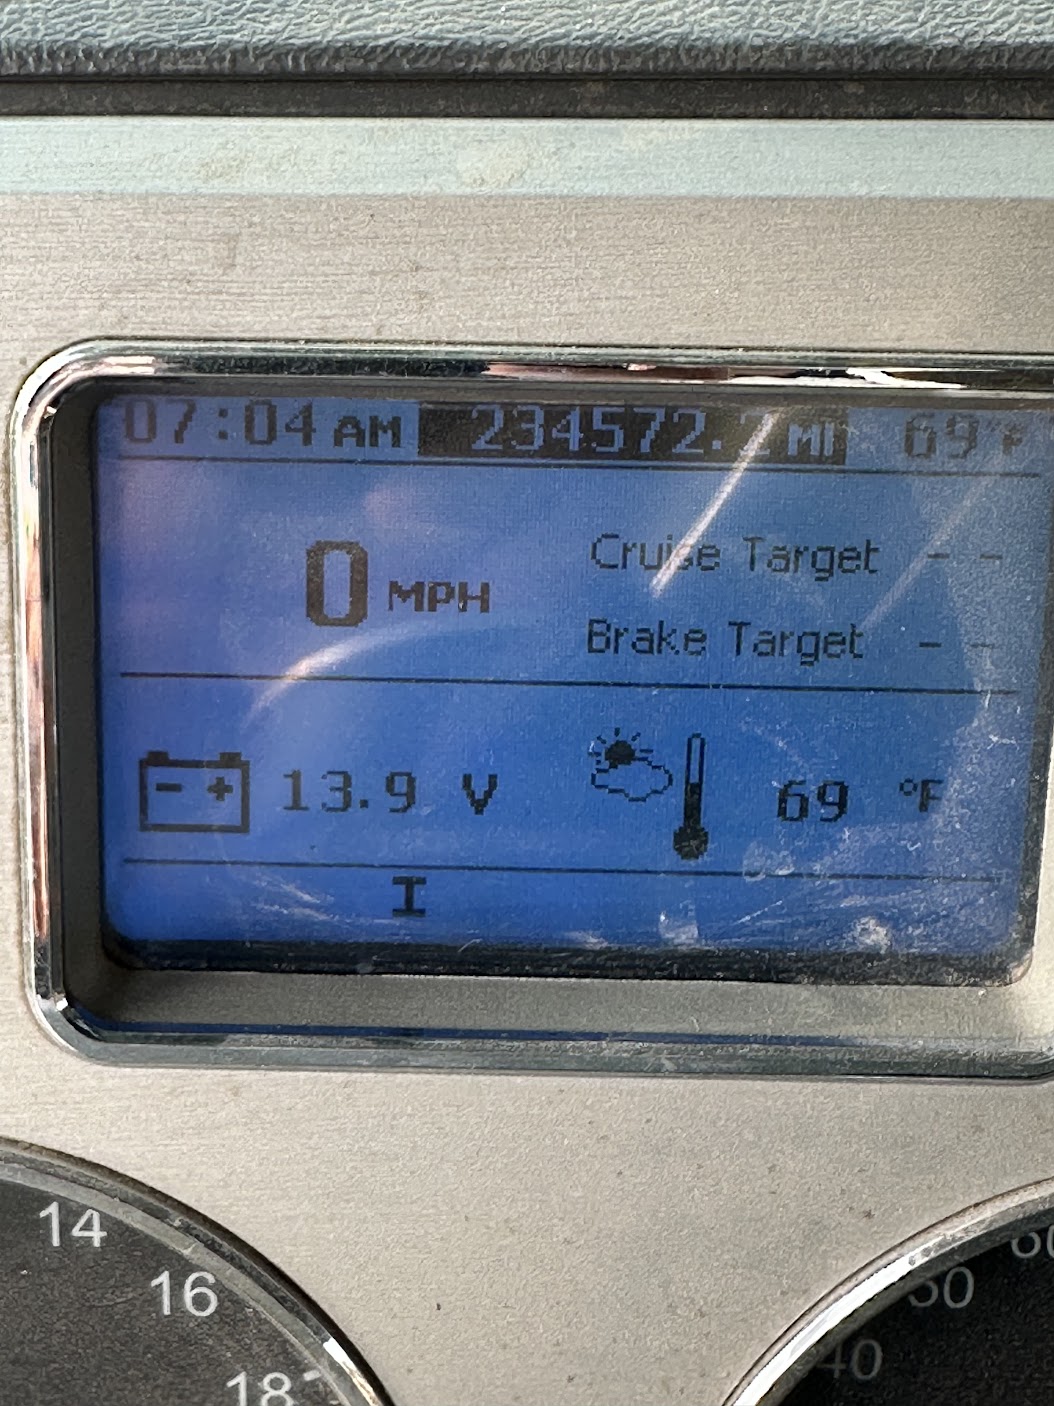 07:04 AM 234572. MI 69°F
0 MPH
Cruise Target - -
Brake Target - -
- + 13.9 V 69 °F
I
14
16
18
50
40